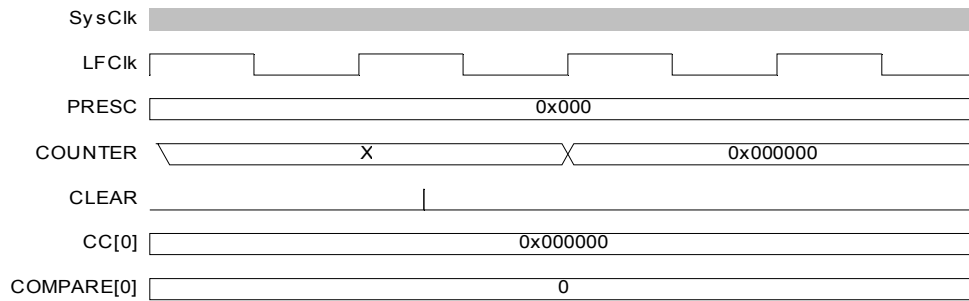 SysClk
LFClk
PRESC 0x000
COUNTER X 0x000000
CLEAR
CC[0] 0x000000
COMPARE[0] 0